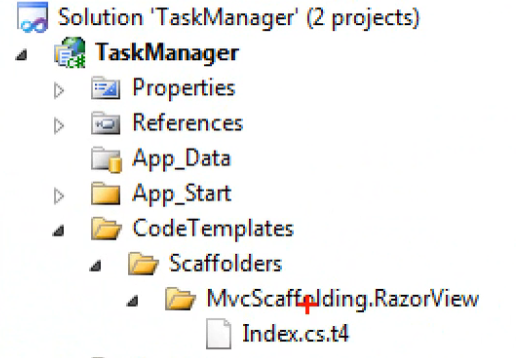 Solution 'TaskManager' (2 projects)
TaskManager
Properties
References
App_Data
App_Start
CodeTemplates
Scaffolders
MvcScaffolding.RazorView
Index.cs.t4